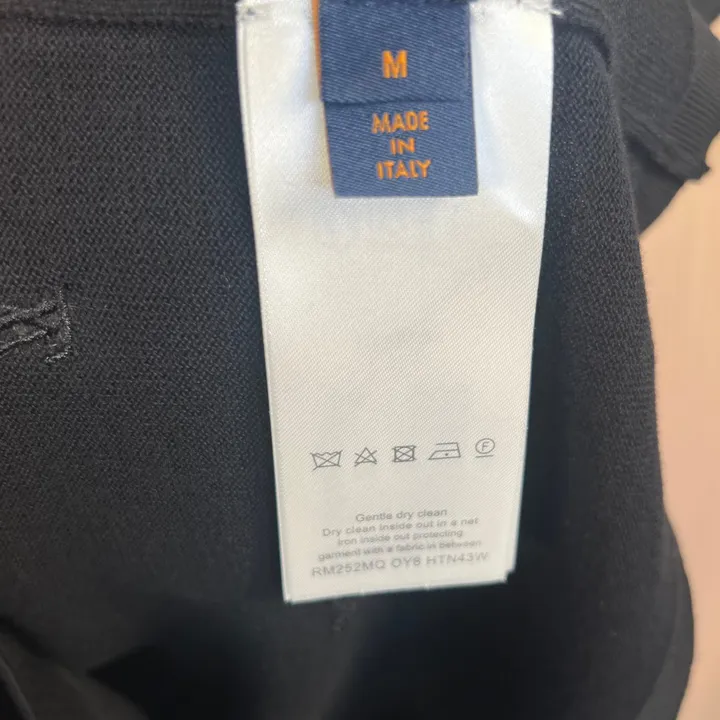 M
MADE
IN
ITALY
F
Gentle dry clean
Dry clean inside out in a net
Iron inside out protecting
garment with a fabric in between
RM252MQ OY8 HTN43W